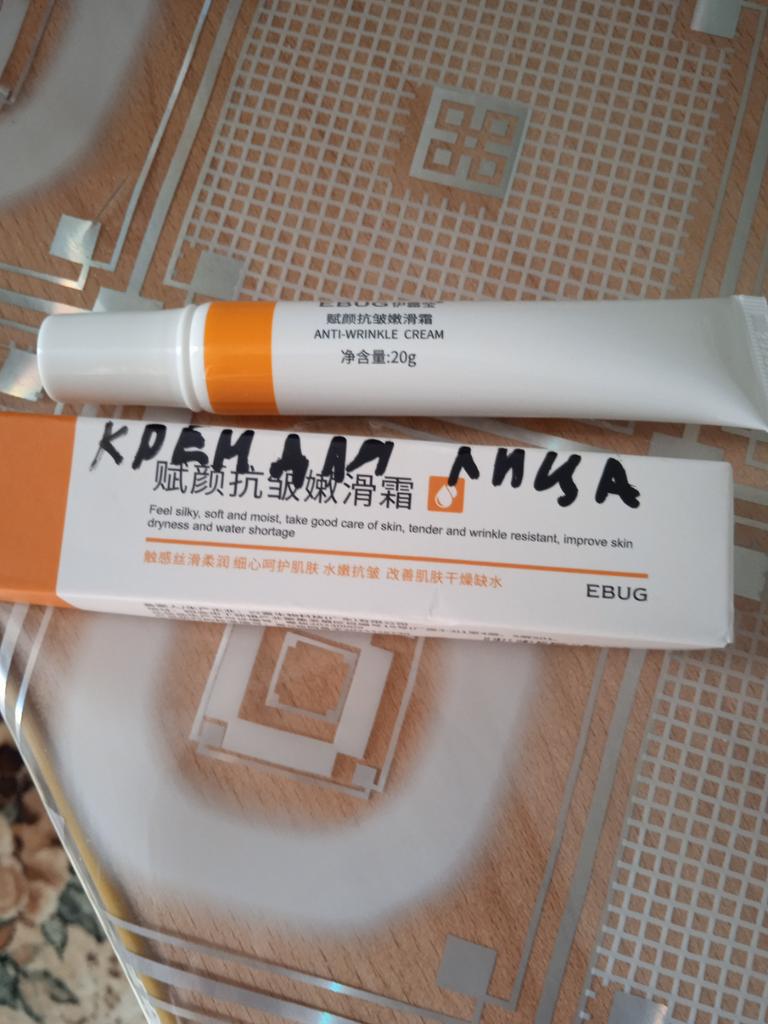 EBUG
赋颜抗皱嫩滑霜
ANTI-WRINKLE CREAM
净含量:20g
КРЕМ ДЛЯ ЛИЦА
赋颜抗皱嫩滑霜
Feel silky, soft and moist, take good care of skin, tender and wrinkle resistant, improve skin
dryness and water shortage
触感丝滑柔润 细心呵护肌肤 水嫩抗皱 改善肌肤干燥缺水
EBUG